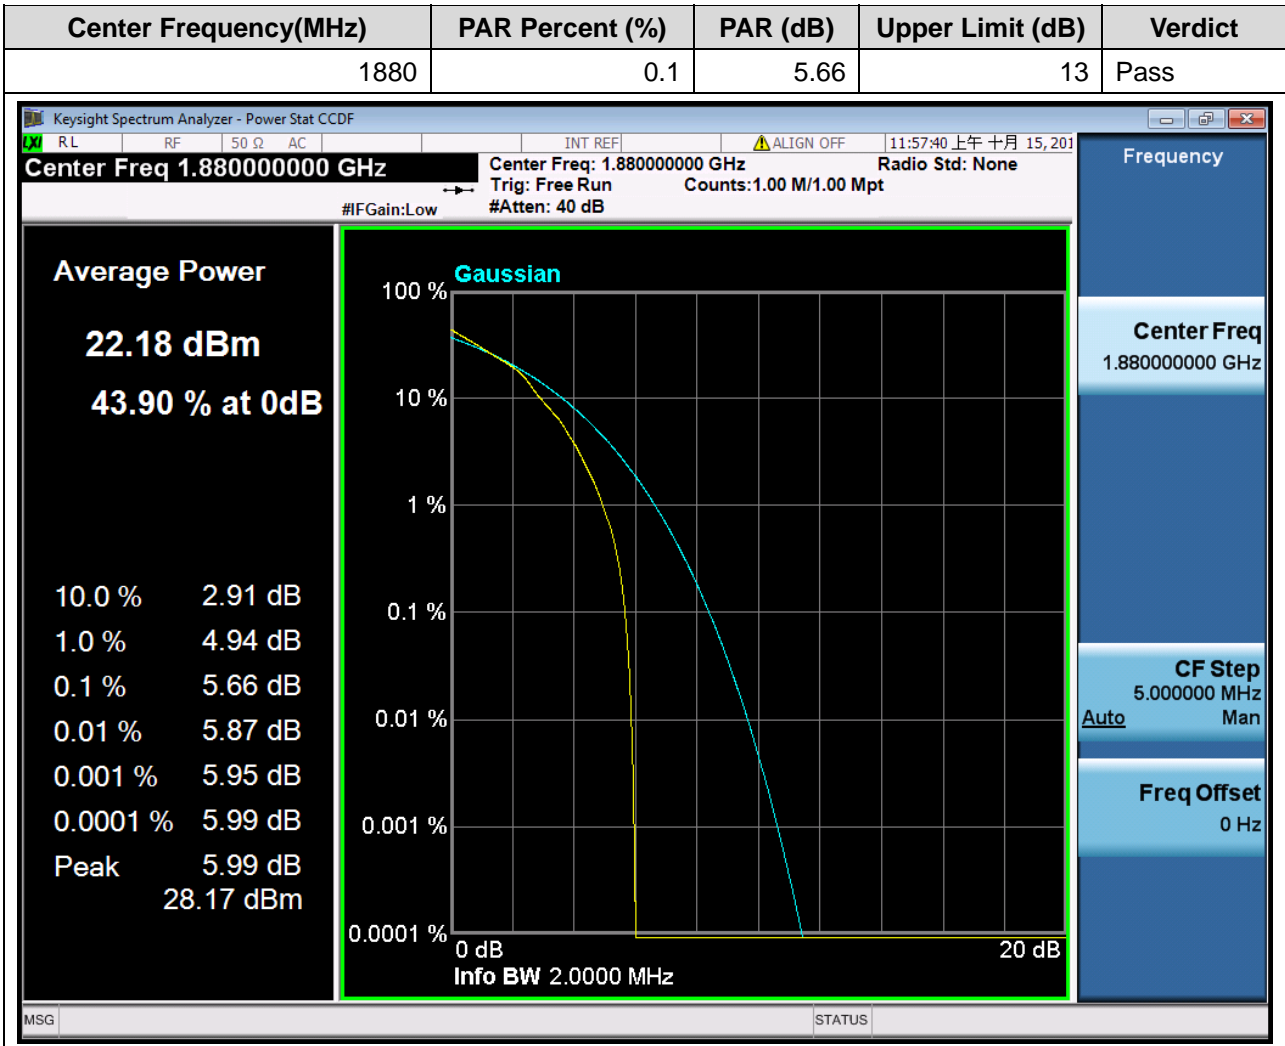 Center Frequency(MHz) PAR Percent (%) PAR (dB) Upper Limit (dB) Verdict
1880 0.1 5.66 13 Pass
Keysight Spectrum Analyzer - Power Stat CCDF
LXI RL RF 50 Ω AC INT REF ALIGN OFF 11:57:40 上午 十月 15, 201
Center Freq 1.880000000 GHz
Center Freq: 1.880000000 GHz Radio Std: None
Trig: Free Run Counts:1.00 M/1.00 Mpt
#IFGain:Low #Atten: 40 dB
Average Power
22.18 dBm
43.90 % at 0dB
10.0 % 2.91 dB
1.0 % 4.94 dB
0.1 % 5.66 dB
0.01 % 5.87 dB
0.001 % 5.95 dB
0.0001 % 5.99 dB
Peak 5.99 dB
28.17 dBm
Gaussian
100 %
10 %
1 %
0.1 %
0.01 %
0.001 %
0.0001 %
0 dB 20 dB
Info BW 2.0000 MHz
Frequency
Center Freq
1.880000000 GHz
CF Step
5.000000 MHz
Auto Man
Freq Offset
0 Hz
MSG STATUS